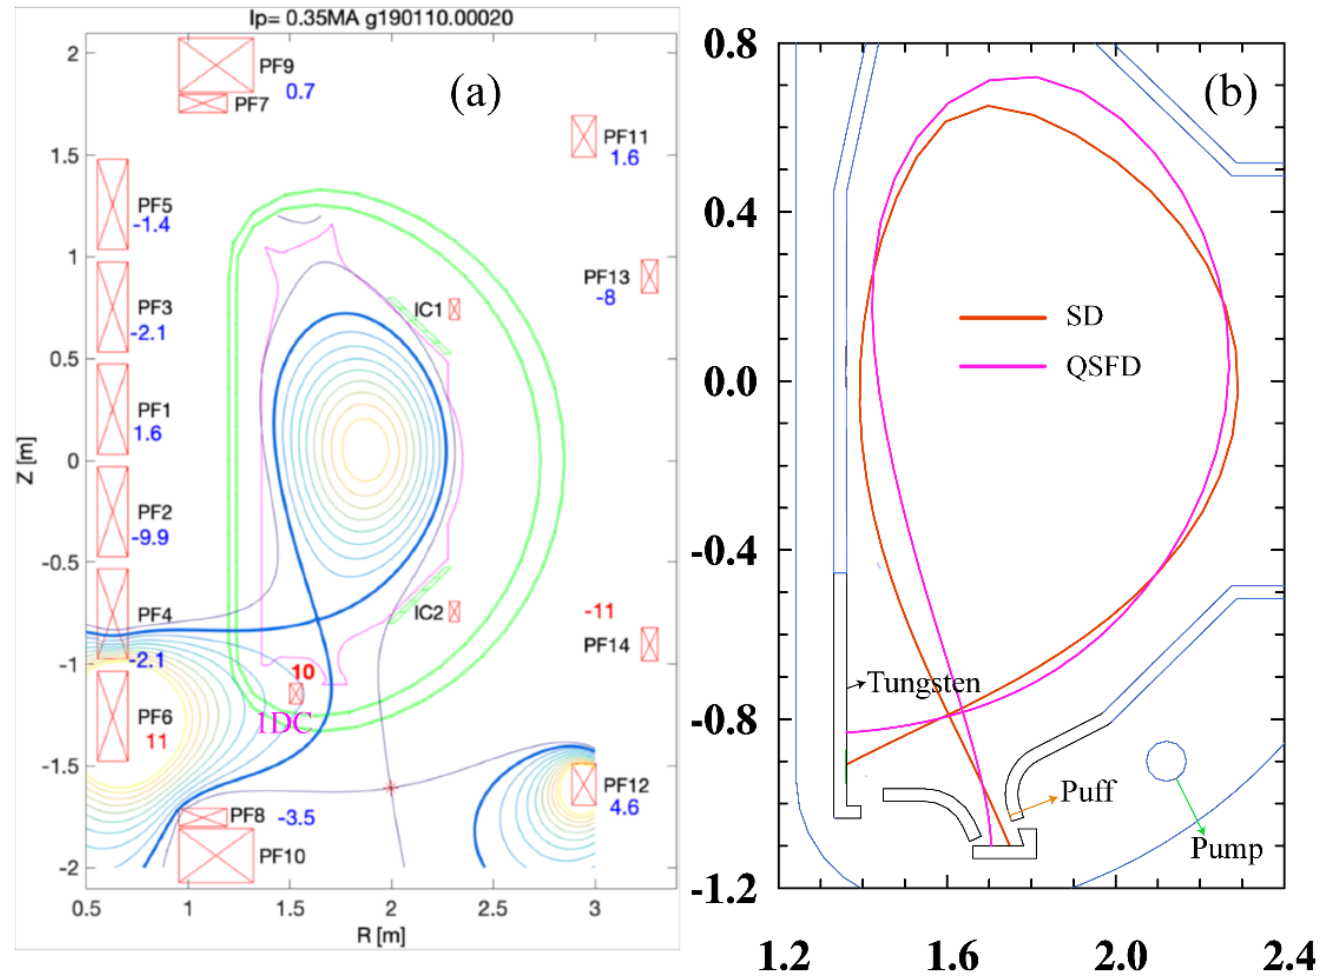 Ip= 0.35MA g190110.00020
2
PF9
0.7
PF7
(a)
PF11
1.6
1.5
PF5
-1.4
1
PF13
-8
PF3
-2.1
IC1
0.5
PF1
1.6
Z [m]
0
PF2
-9.9
-0.5
IC2
-11
PF4
PF14
-2.1
-1
10
1DC
PF6
11
-1.5
PF12
4.6
PF8
-3.5
PF10
-2
0.5
1
1.5
2
2.5
3
R [m]
0.8
(b)
0.4
SD
QSFD
0.0
-0.4
Tungsten
-0.8
Puff
Pump
-1.2
1.2
1.6
2.0
2.4